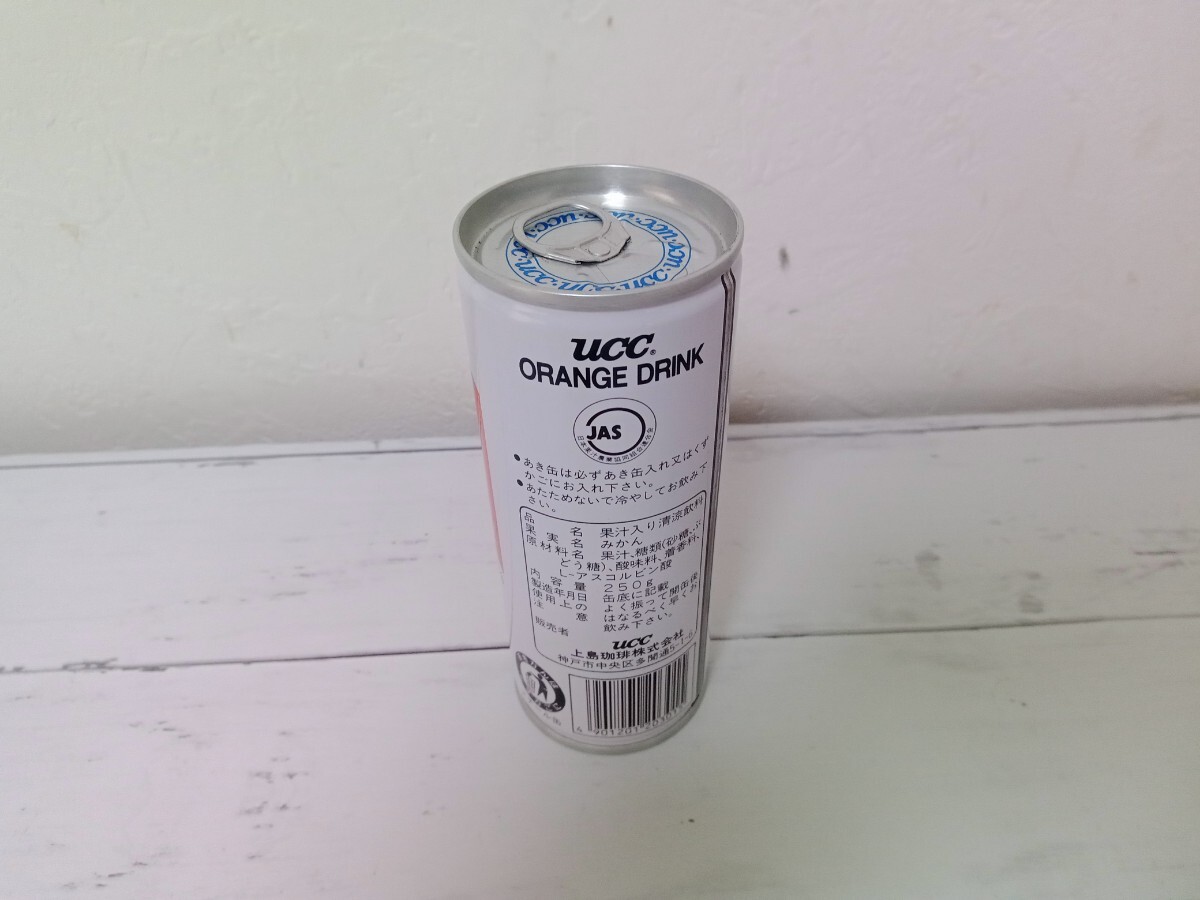 ucc
ORANGE DRINK
JAS
●あき缶は必ずあき缶入れ又はくず
かごにお入れ下さい。
●あたためないで冷やしてお飲み下
さい。
品名 果汁入り清涼飲料
果実名 みかん
原材料名 果汁、糖類(砂糖、ぶ
どう糖)、酸味料、着香料、
L-アスコルビン酸
内容量 250g
製造年月日 缶底に記載
使用上の注意 よく振って開缶後
はなるべく早くお
飲み下さい。
販売者
ucc
上島珈琲株式会社
神戸市中央区多聞通5-1-6